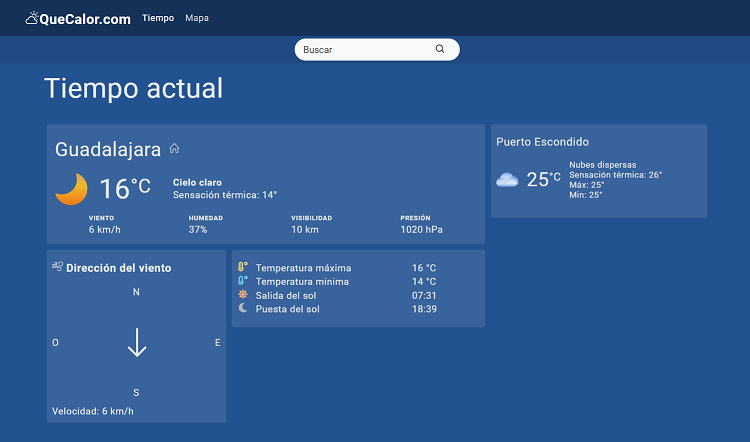 QueCalor.com Tiempo Mapa
Buscar
Tiempo actual
Guadalajara
16°C
Cielo claro
Sensación térmica: 14°
VIENTO HUMEDAD VISIBILIDAD PRESIÓN
6 km/h 37% 10 km 1020 hPa
Puerto Escondido
25°C
Nubes dispersas
Sensación térmica: 26°
Máx: 25°
Min: 25°
Dirección del viento
N
O E
S
Velocidad: 6 km/h
Temperatura máxima 16 °C
Temperatura minima 14 °C
Salida del sol 07:31
Puesta del sol 18:39